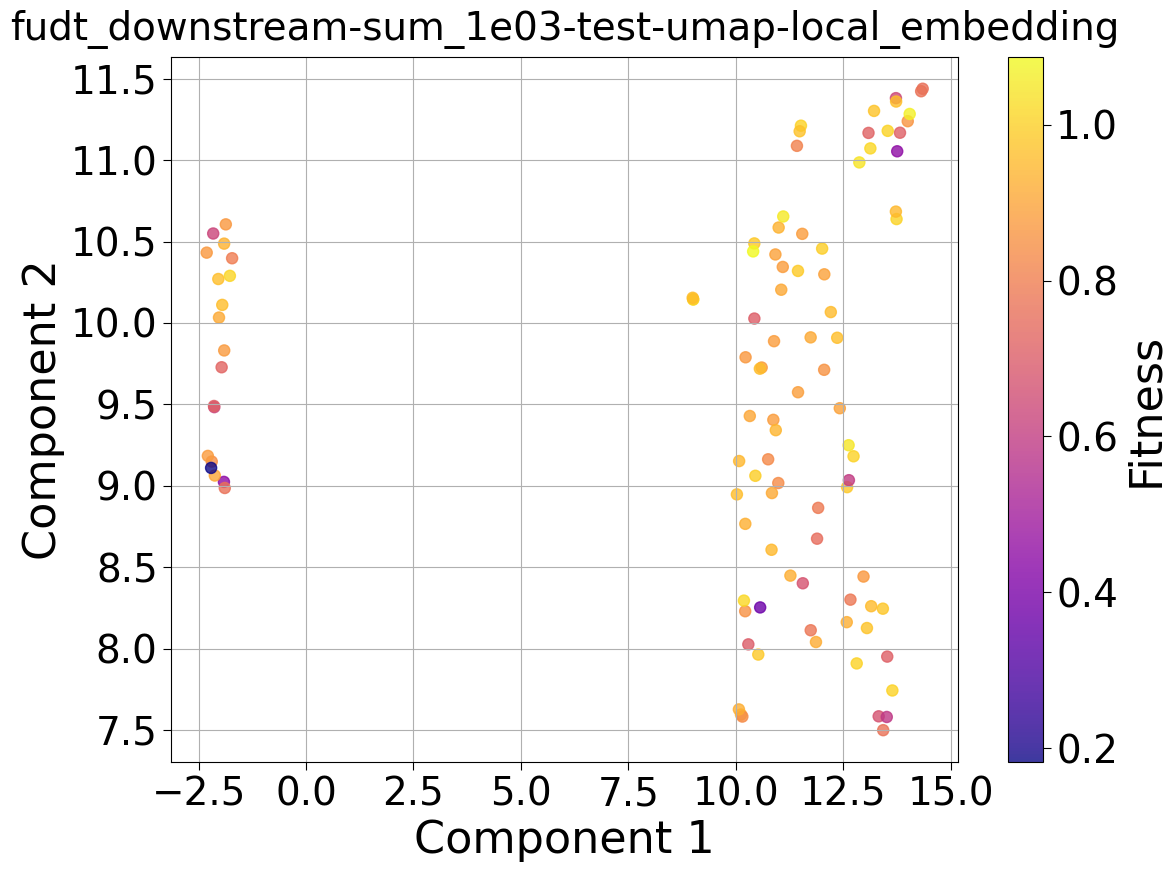 fudt_downstream-sum_1e03-test-umap-local_embedding
11.5
11.0
10.5
10.0
9.5
9.0
8.5
8.0
7.5
Component 2
−2.5 0.0 2.5 5.0 7.5 10.0 12.5 15.0
Component 1
1.0
0.8
0.6
0.4
0.2
Fitness